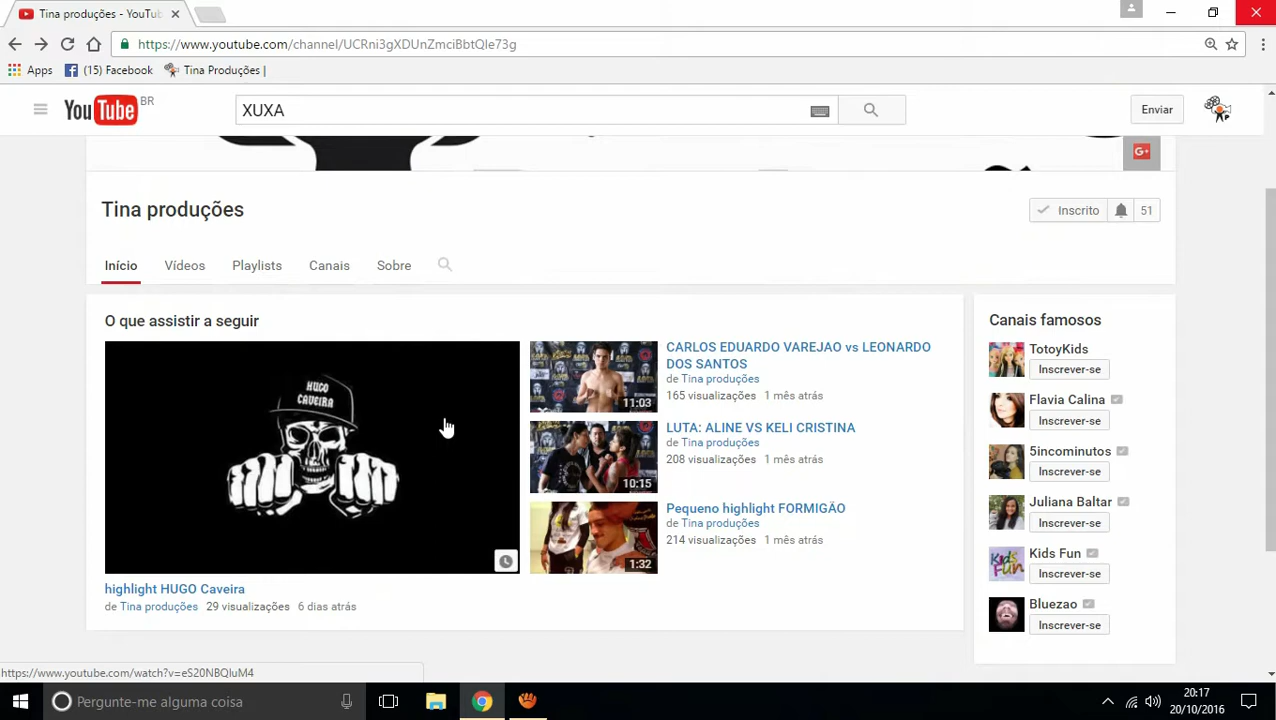 Tina produções - YouTu
https://www.youtube.com/channel/UCRni3gXDUnZmciBbtQle73g
Apps (15) Facebook Tina Produções |
YouTube BR XUXA Enviar
Tina produções
Inscrito 51
Início Vídeos Playlists Canais Sobre
O que assistir a seguir
HUGO
CAVEIRA
highlight HUGO Caveira
de Tina produções 29 visualizações 6 dias atrás
11:03
CARLOS EDUARDO VAREJAO vs LEONARDO
DOS SANTOS
de Tina produções
165 visualizações 1 mês atrás
10:15
LUTA: ALINE VS KELI CRISTINA
de Tina produções
208 visualizações 1 mês atrás
1:32
Pequeno highlight FORMIGÃO
de Tina produções
214 visualizações 1 mês atrás
Canais famosos
TotoyKids
Inscrever-se
Flavia Calina
Inscrever-se
5incominutos
Inscrever-se
Juliana Baltar
Inscrever-se
KiDS FUN
Kids Fun
Inscrever-se
Bluezao
Inscrever-se
https://www.youtube.com/watch?v=eS20NBQIuM4
Pergunte-me alguma coisa
20:17
20/10/2016